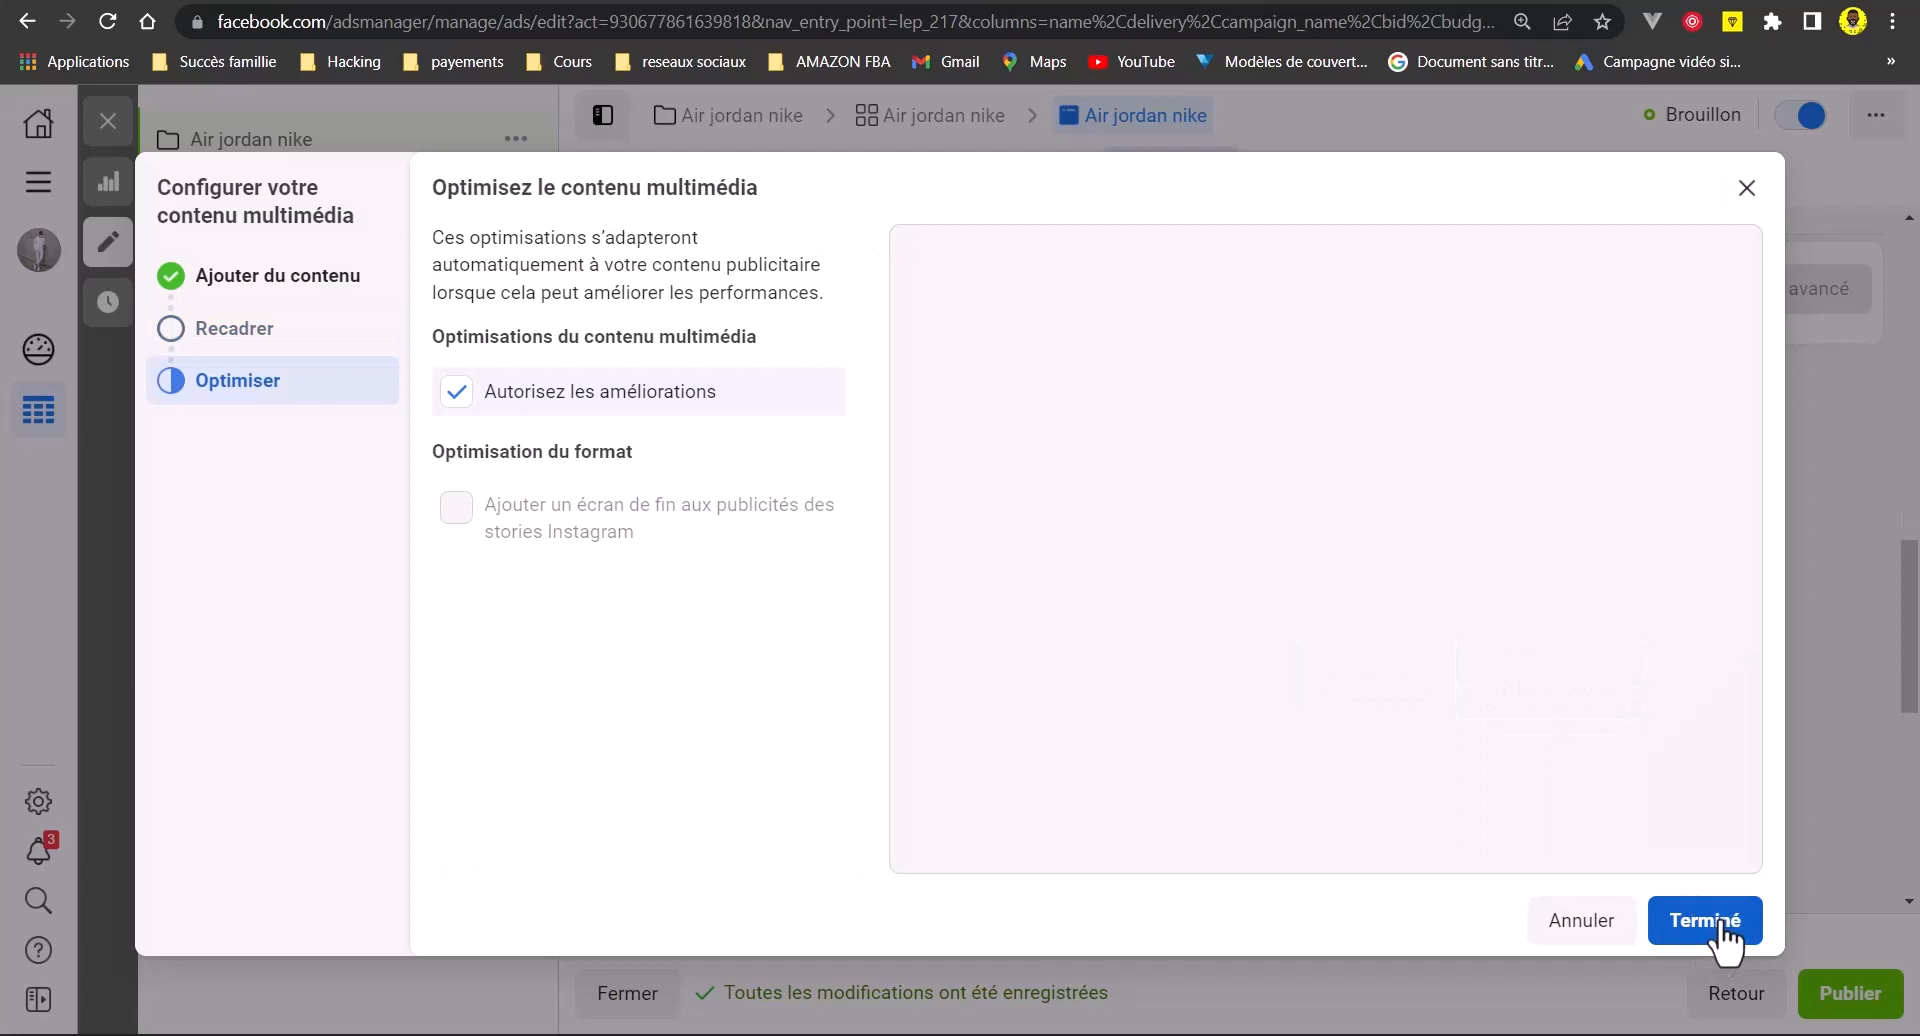 facebook.com/adsmanager/manage/ads/edit?act=930677861639818&nav_entry_point=lep_217&columns=name%2Cdelivery%2Ccampaign_name%2Cbid%2Cbudg...
Applications
Succès famillie
Hacking
payements
Cours
reseaux sociaux
AMAZON FBA
Gmail
Maps
YouTube
Modèles de couvert...
Document sans titr...
Campagne vidéo si...
»
Air jordan nike
Air jordan nike
Air jordan nike
Air jordan nike
Brouillon
Configurer votre
contenu multimédia
Ajouter du contenu
Recadrer
Optimiser
Optimisez le contenu multimédia
Ces optimisations s’adapteront
automatiquement à votre contenu publicitaire
lorsque cela peut améliorer les performances.
Optimisations du contenu multimédia
Autorisez les améliorations
Optimisation du format
Ajouter un écran de fin aux publicités des
stories Instagram
avancé
Annuler
Terminé
3
Fermer
Toutes les modifications ont été enregistrées
Retour
Publier